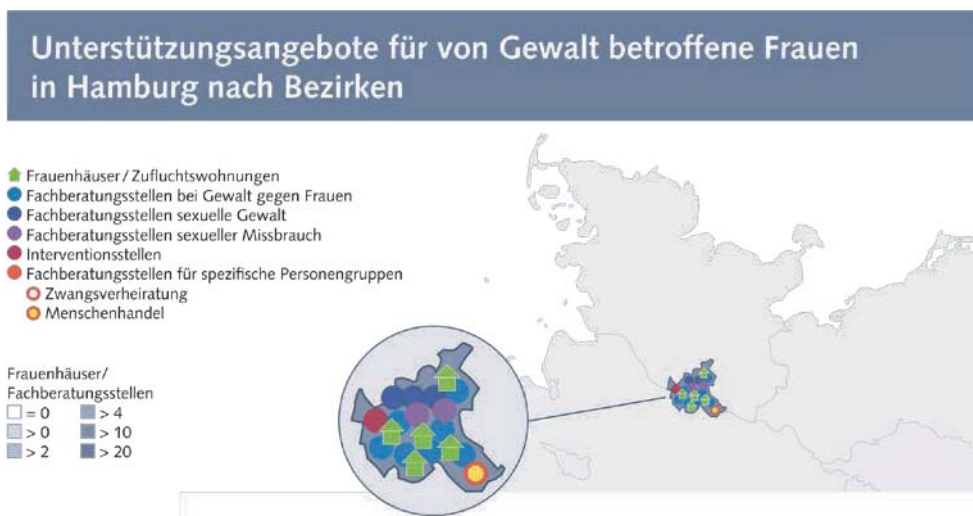 Unterstützungsangebote für von Gewalt betroffene Frauen
in Hamburg nach Bezirken
Frauenhäuser/Zufluchtswohnungen
Fachberatungsstellen bei Gewalt gegen Frauen
Fachberatungsstellen sexuelle Gewalt
Fachberatungsstellen sexueller Missbrauch
Interventionsstellen
Fachberatungsstellen für spezifische Personengruppen
Zwangsverheiratung
Menschenhandel
Frauenhäuser/
Fachberatungsstellen
= 0 > 4
> 0 > 10
> 2 > 20